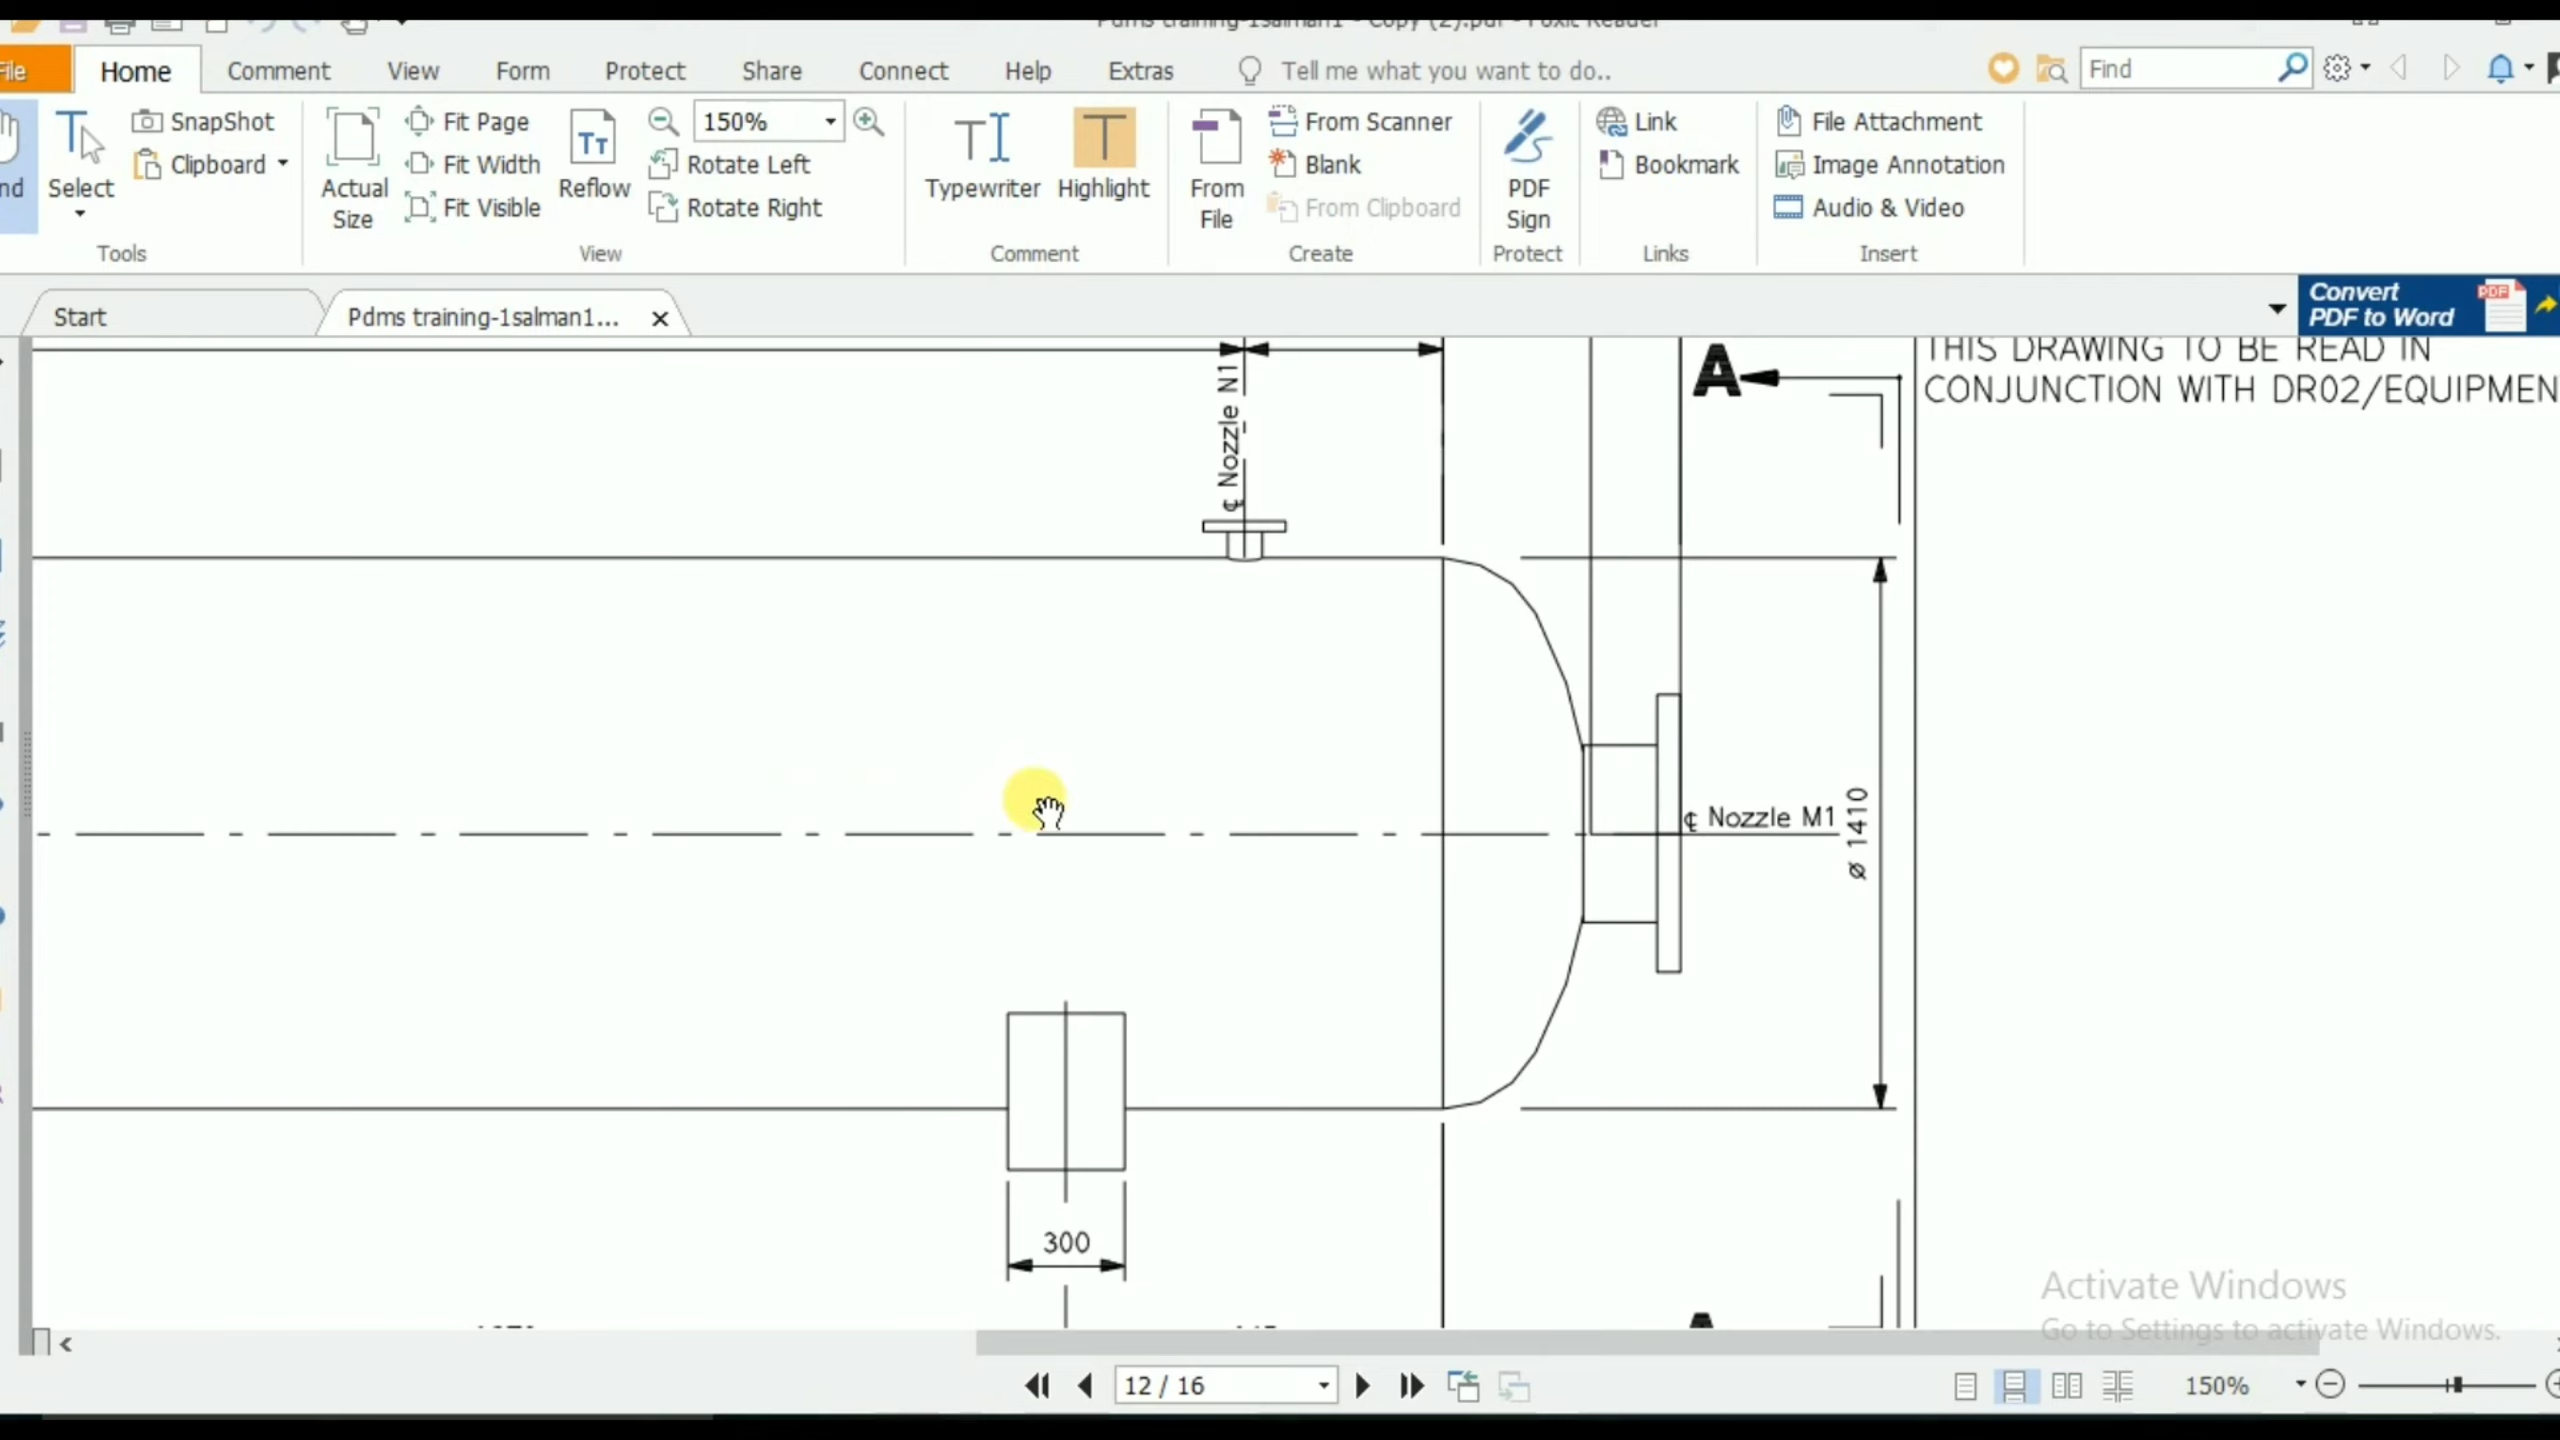 Pdms training-1salman1 - Copy (2).pdf - Foxit Reader
File Home Comment View Form Protect Share Connect Help Extras Tell me what you want to do.. Find
SnapShot Fit Page 150% From Scanner Link File Attachment
Clipboard Fit Width Rotate Left Blank Bookmark Image Annotation
Select Actual Size Reflow Typewriter Highlight From File PDF Sign
Fit Visible Rotate Right From Clipboard Audio & Video
Tools View Comment Create Protect Links Insert
Start Pdms training-1salman1... Convert
PDF to Word
PDF
THIS DRAWING TO BE READ IN
A
CONJUNCTION WITH DR02/EQUIPMEN
℄ Nozzle N1
℄ Nozzle M1
ø 1410
300
A
Activate Windows
Go to Settings to activate Windows.
12 / 16 150%